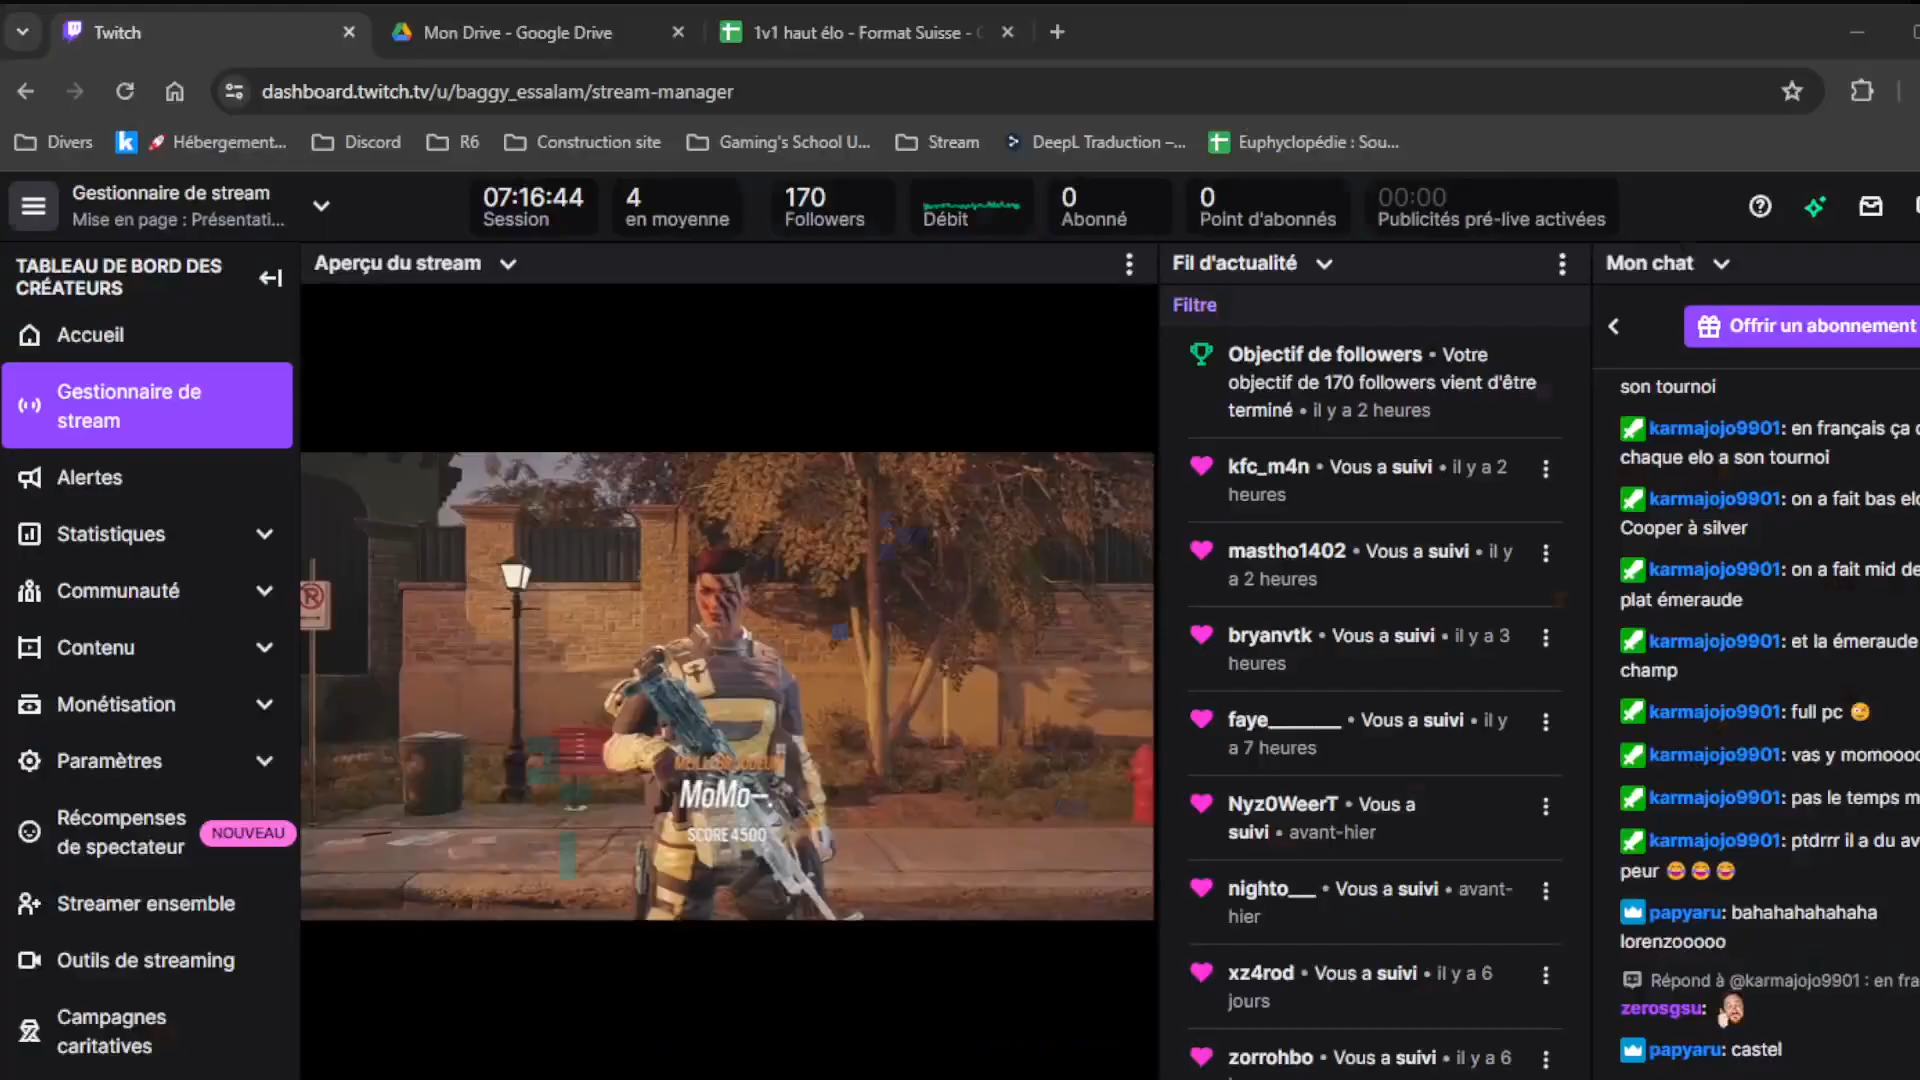 Twitch
Mon Drive - Google Drive
1v1 haut élo - Format Suisse -
dashboard.twitch.tv/u/baggy_essalam/stream-manager
Divers
Hébergement...
Discord
R6
Construction site
Gaming's School U...
Stream
DeepL Traduction –...
Euphyclopédie : Sou...
Gestionnaire de stream
Mise en page : Présentati...
07:16:44
Session
4
en moyenne
170
Followers
Débit
0
Abonné
0
Point d'abonnés
00:00
Publicités pré-live activées
TABLEAU DE BORD DES
CRÉATEURS
Accueil
Gestionnaire de
stream
Alertes
Statistiques
Communauté
Contenu
Monétisation
Paramètres
Récompenses
de spectateur
NOUVEAU
Streamer ensemble
Outils de streaming
Campagnes
caritatives
Aperçu du stream
MEILLEUR JOUEUR
MoMo–.
SCORE 4500
Fil d'actualité
Filtre
Objectif de followers • Votre
objectif de 170 followers vient d'être
terminé • il y a 2 heures
kfc_m4n • Vous a suivi • il y a 2
heures
mastho1402 • Vous a suivi • il y
a 2 heures
bryanvtk • Vous a suivi • il y a 3
heures
faye_______ • Vous a suivi • il y
a 7 heures
Nyz0WeerT • Vous a
suivi • avant-hier
nighto__ • Vous a suivi • avant-
hier
xz4rod • Vous a suivi • il y a 6
jours
zorrohbo • Vous a suivi • il y a 6
Mon chat
Offrir un abonnement
son tournoi
karmajojo9901: en français ça
chaque elo a son tournoi
karmajojo9901: on a fait bas elo
Cooper à silver
karmajojo9901: on a fait mid de
plat émeraude
karmajojo9901: et la émeraude
champ
karmajojo9901: full pc 😉
karmajojo9901: vas y momoooo
karmajojo9901: pas le temps m
karmajojo9901: ptdrrr il a du av
peur 😂 😂 😂
papyaru: bahahahahahaha
lorenzooooo
Répond à @karmajojo9901 : en fra
zerosgsu:
papyaru: castel